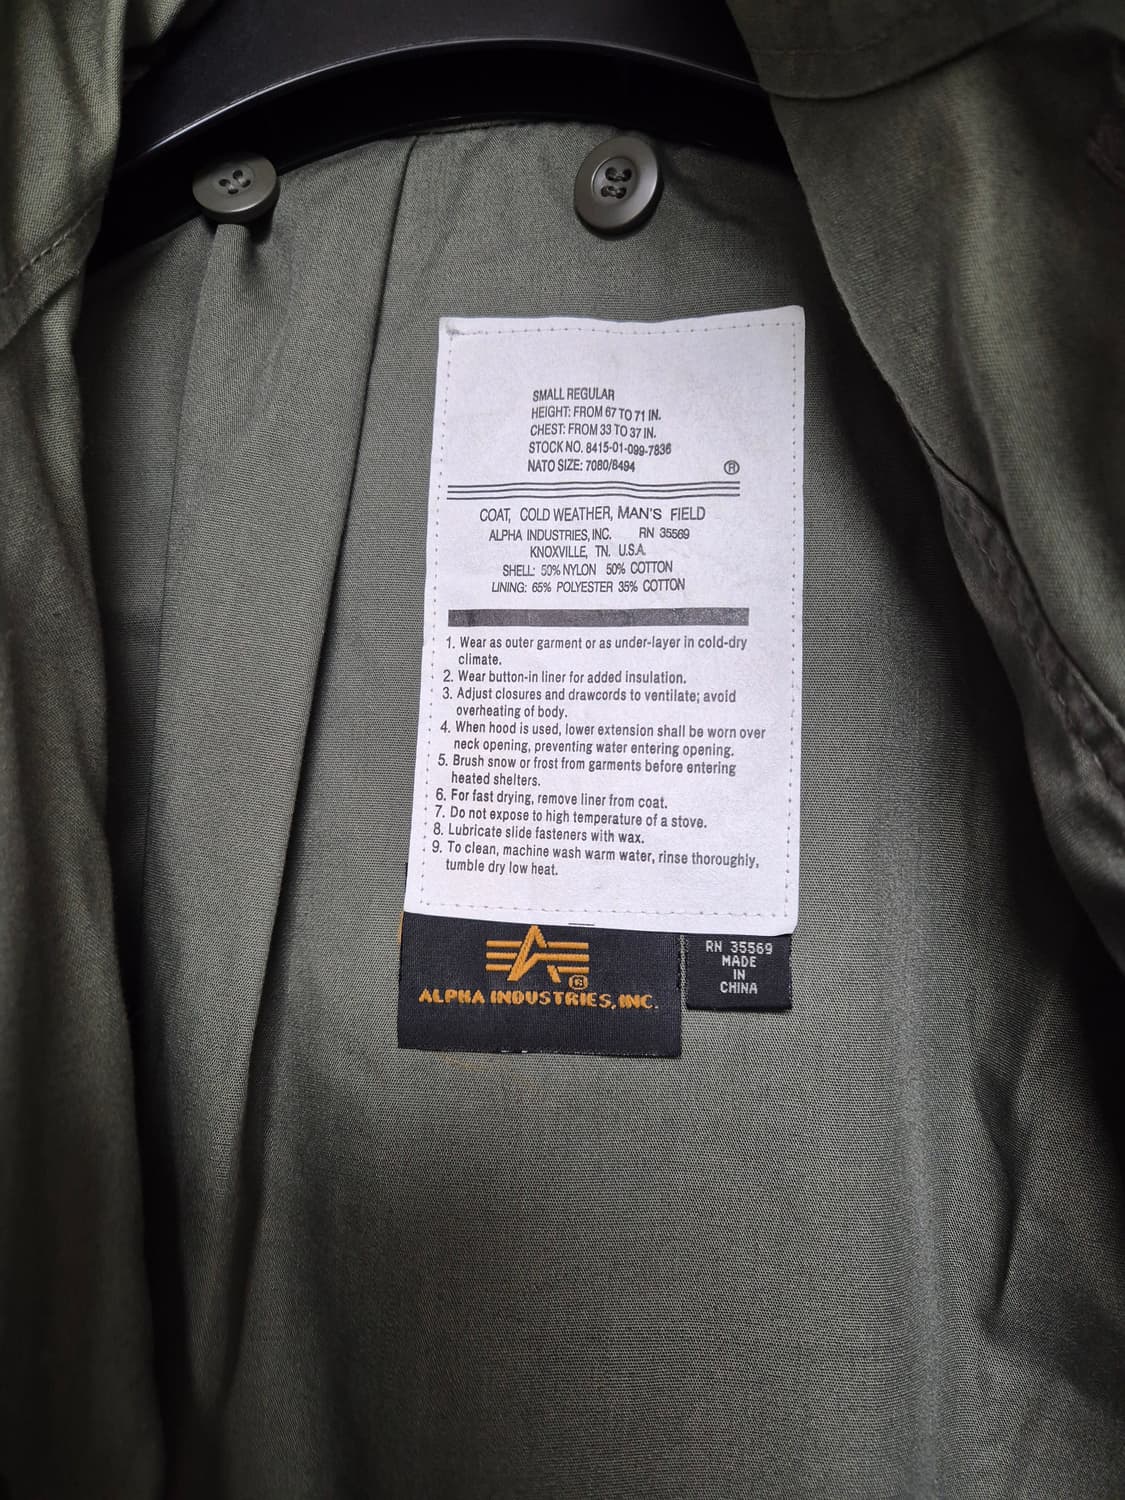 SMALL REGULAR
HEIGHT: FROM 67 TO 71 IN.
CHEST: FROM 33 TO 37 IN.
STOCK NO. 8415-01-099-7836
NATO SIZE: 7080/8494
®
COAT, COLD WEATHER, MAN'S FIELD
ALPHA INDUSTRIES, INC. RN 35569
KNOXVILLE, TN. U.S.A.
SHELL: 50% NYLON 50% COTTON
LINING: 65% POLYESTER 35% COTTON
1. Wear as outer garment or as under-layer in cold-dry
climate.
2. Wear button-in liner for added insulation.
3. Adjust closures and drawcords to ventilate; avoid
overheating of body.
4. When hood is used, lower extension shall be worn over
neck opening, preventing water entering opening.
5. Brush snow or frost from garments before entering
heated shelters.
6. For fast drying, remove liner from coat.
7. Do not expose to high temperature of a stove.
8. Lubricate slide fasteners with wax.
9. To clean, machine wash warm water, rinse thoroughly,
tumble dry low heat.
®
ALPHA INDUSTRIES, INC.
RN 35569
MADE
IN
CHINA